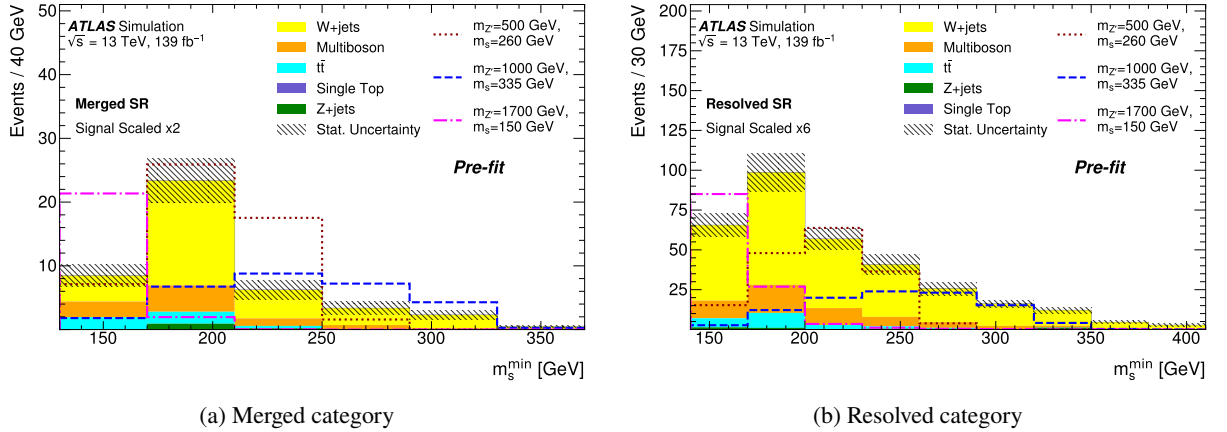 Events / 40 GeV
50
40
30
20
10
ATLAS Simulation
√s = 13 TeV, 139 fb⁻¹
Merged SR
Signal Scaled x2
W+jets
Multiboson
tt̄
Single Top
Z+jets
Stat. Uncertainty
m_Z'=500 GeV,
m_s=260 GeV
m_Z'=1000 GeV,
m_s=335 GeV
m_Z'=1700 GeV,
m_s=150 GeV
Pre-fit
150 200 250 300 350
m_s^min [GeV]
(a) Merged category
Events / 30 GeV
200
175
150
125
100
75
50
25
ATLAS Simulation
√s = 13 TeV, 139 fb⁻¹
Resolved SR
Signal Scaled x6
W+jets
Multiboson
tt̄
Z+jets
Single Top
Stat. Uncertainty
m_Z'=500 GeV,
m_s=260 GeV
m_Z'=1000 GeV,
m_s=335 GeV
m_Z'=1700 GeV,
m_s=150 GeV
Pre-fit
150 200 250 300 350 400
m_s^min [GeV]
(b) Resolved category